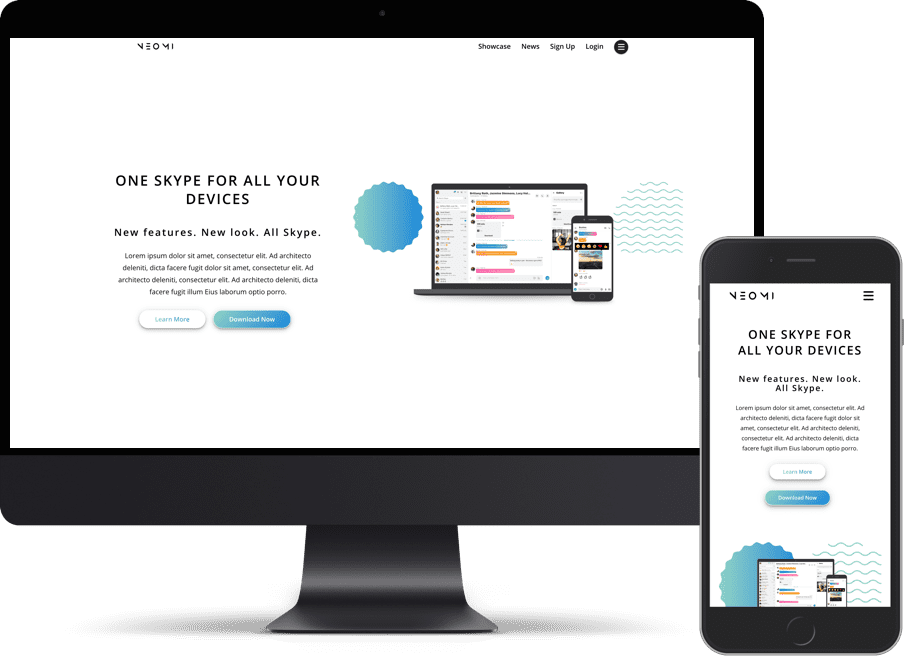 NEOMI
Showcase News Sign Up Login
ONE SKYPE FOR ALL YOUR
DEVICES
New features. New look. All Skype.
Lorem ipsum dolor sit amet, consectetur elit. Ad architecto
deleniti, dicta facere fugit ideler, consectetur elit. Ad
architecto deleniti, consectetur elit. Ad architecto deleniti, dicta
facere fugit illum Eius laborum optio porro.
Learn More Download Now
NEOMI
ONE SKYPE FOR
ALL YOUR DEVICES
New features. New look.
All Skype.
Lorem ipsum dolor sit amet, consectetur elit. Ad
architecto deleniti, dicta facere fugit sit amet,
consectetur elit. Ad architecto deleniti,
consectetur elit. Ad architecto deleniti, dicta
facere fugit illum Eius laborum optio porro.
Learn More
Download Now